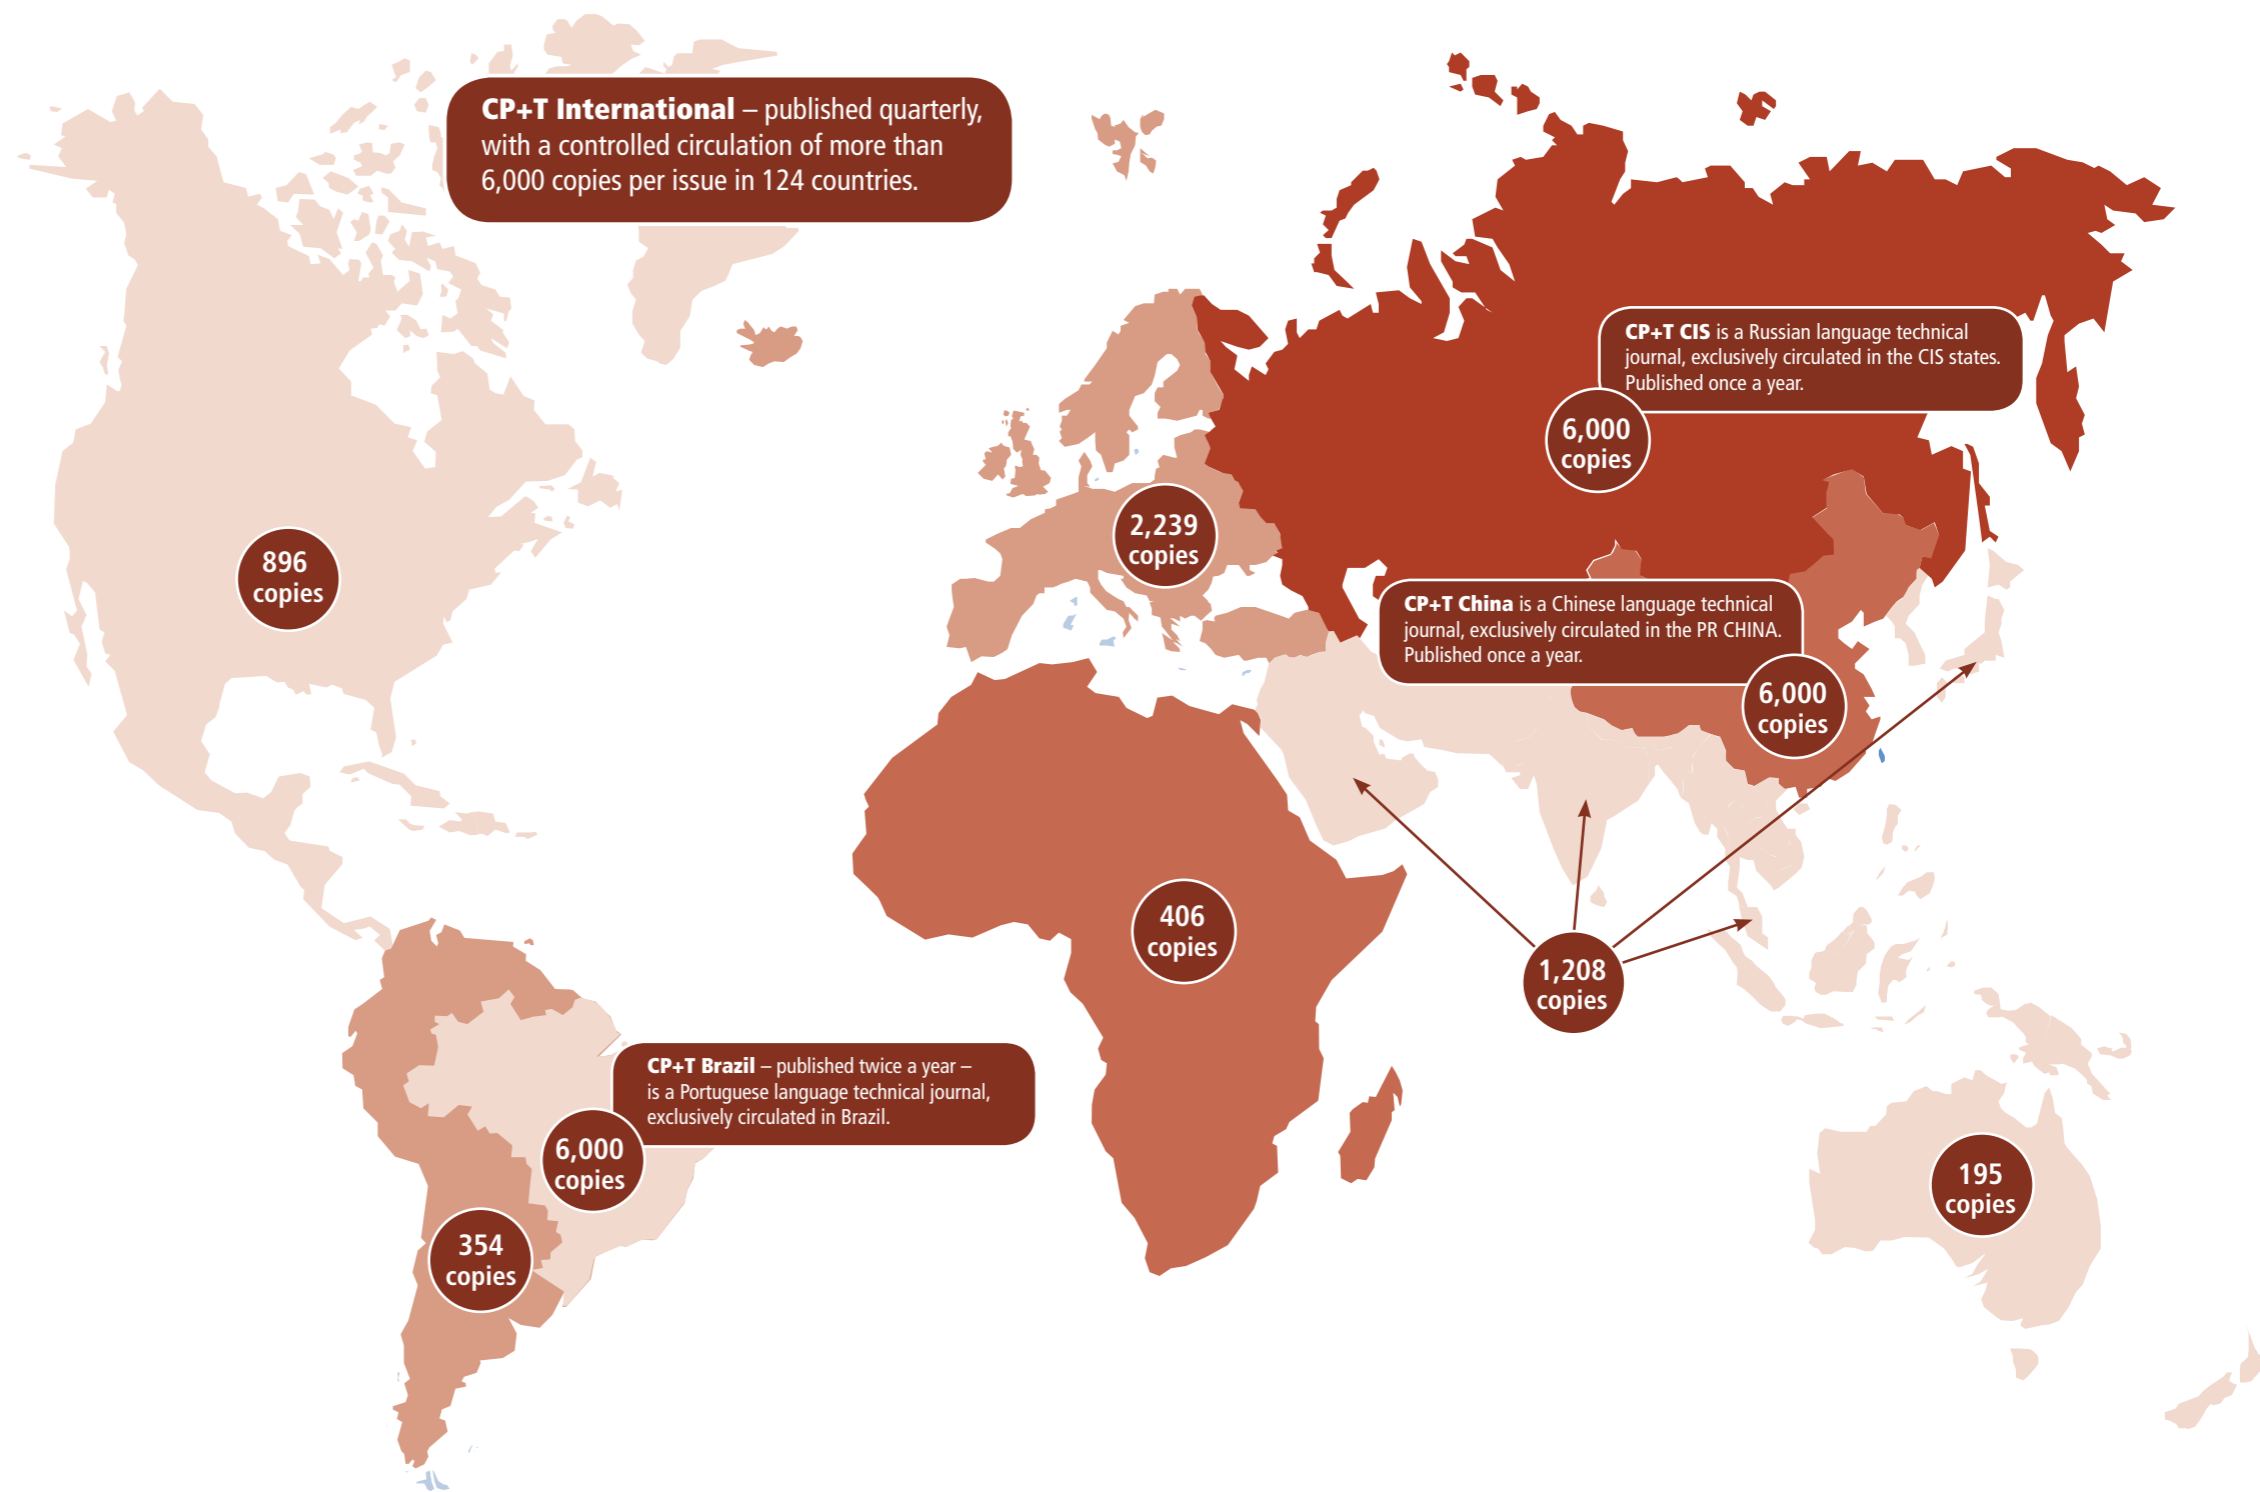 CP+T International – published quarterly,
with a controlled circulation of more than
6,000 copies per issue in 124 countries.
CP+T CIS is a Russian language technical
journal, exclusively circulated in the CIS states.
Published once a year.
6,000
copies
896
copies
2,239
copies
CP+T China is a Chinese language technical
journal, exclusively circulated in the PR CHINA.
Published once a year.
6,000
copies
406
copies
1,208
copies
CP+T Brazil – published twice a year –
is a Portuguese language technical journal,
exclusively circulated in Brazil.
6,000
copies
354
copies
195
copies